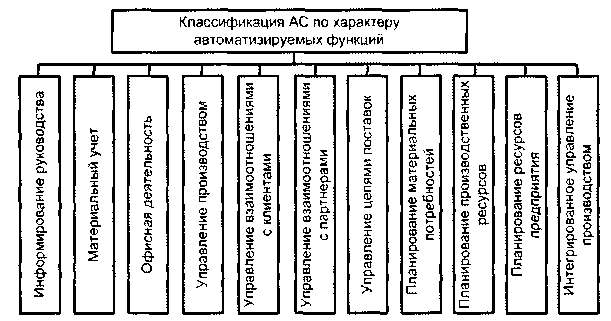 Классификация АС по характеру
автоматизируемых функций
Информирование руководства
Материальный учет
Офисная деятельность
Управление производством
Управление взаимоотношениями
с клиентами
Управление взаимоотношениями
с партнерами
Управление цепями поставок
Планирование материальных
потребностей
Планирование производственных
ресурсов
Планирование ресурсов
предприятия
Интегрированное управление
производством